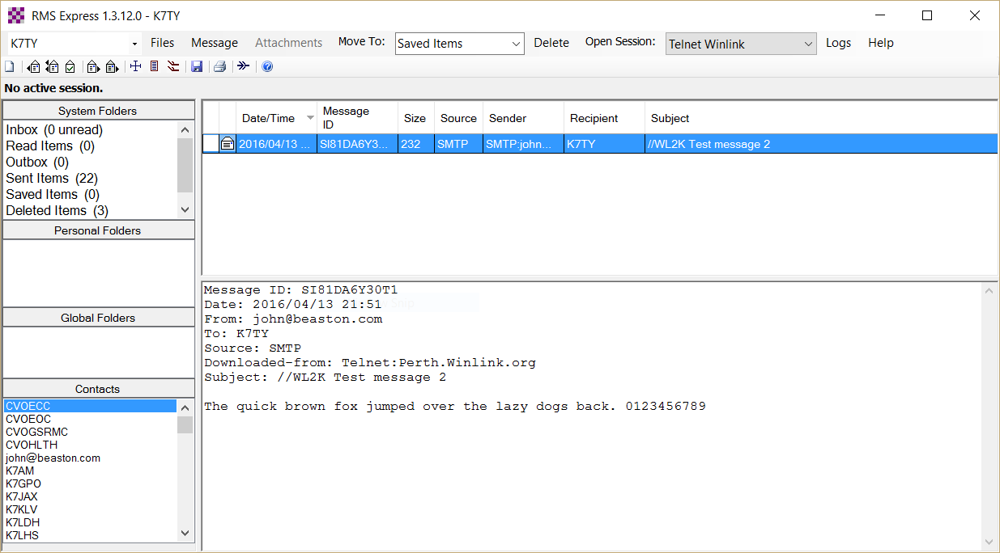 RMS Express 1.3.12.0 - K7TY
K7TY Files Message Attachments Move To: Saved Items Delete Open Session: Telnet Winlink Logs Help
No active session.
System Folders
Inbox (0 unread)
Read Items (0)
Outbox (0)
Sent Items (22)
Saved Items (0)
Deleted Items (3)
Personal Folders
Global Folders
Contacts
CVOECC
CVOEOC
CVOGSRMC
CVOHLTH
john@beaston.com
K7AM
K7GPO
K7JAX
K7KLV
K7LDH
K7LHS
Date/Time Message ID Size Source Sender Recipient Subject
2016/04/13 ... SI81DA6Y3... 232 SMTP SMTP:john... K7TY //WL2K Test message 2
Message ID: SI81DA6Y30T1
Date: 2016/04/13 21:51
From: john@beaston.com
To: K7TY
Source: SMTP
Downloaded-from: Telnet:Perth.Winlink.org
Subject: //WL2K Test message 2
The quick brown fox jumped over the lazy dogs back. 0123456789